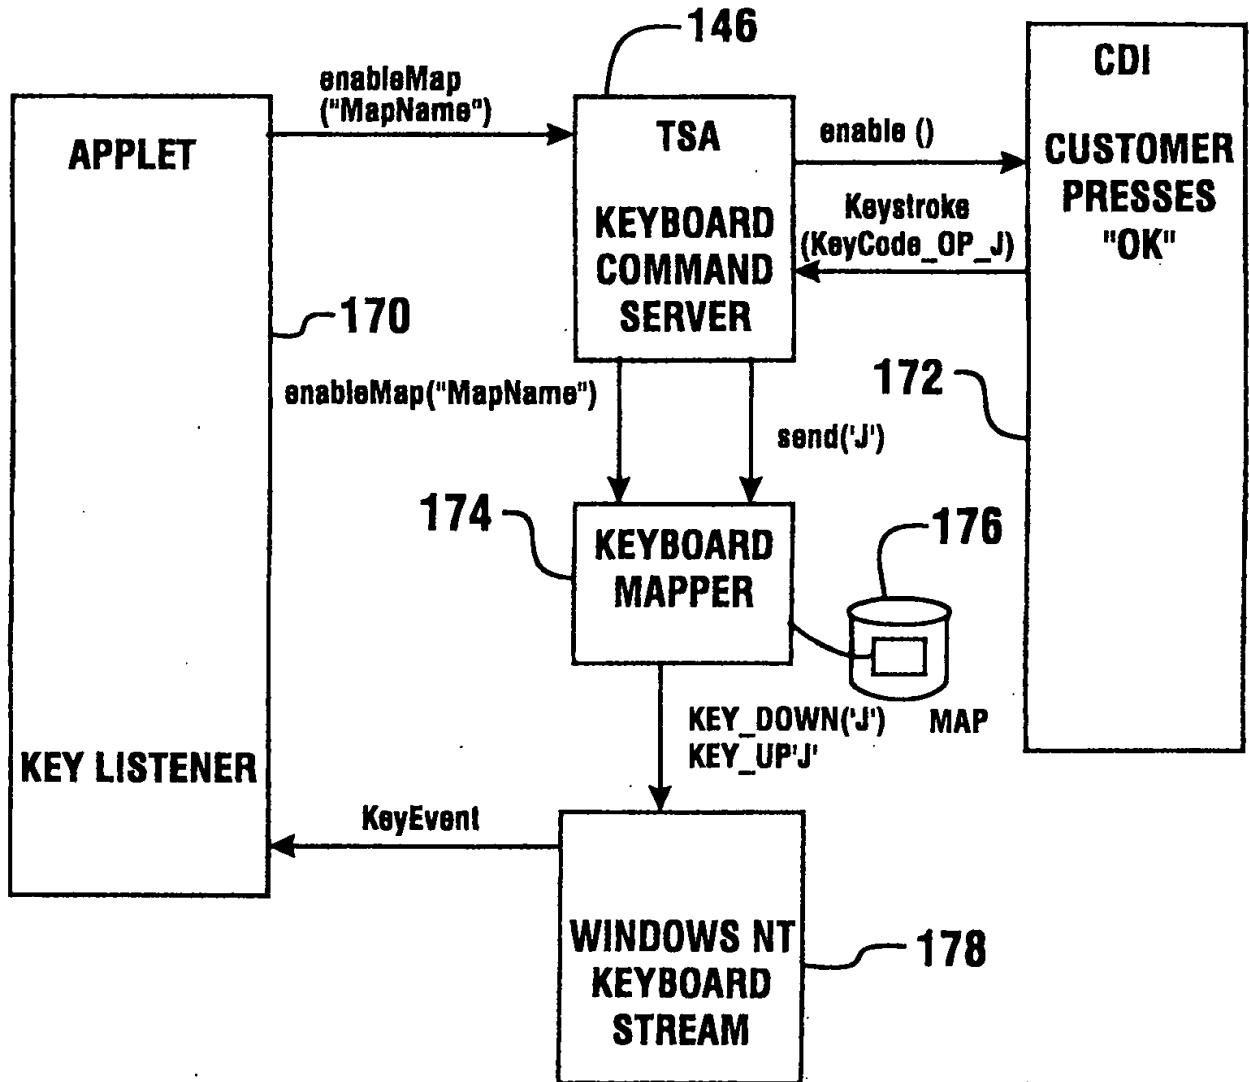 146
CDI
CUSTOMER
PRESSES
"OK"
enableMap
("MapName")
APPLET
TSA
KEYBOARD
COMMAND
SERVER
enable ()
Keystroke
(KeyCode_OP_J)
170
172
enableMap("MapName")
send('J')
174
KEYBOARD
MAPPER
176
MAP
KEY_DOWN('J')
KEY_UP'J'
KEY LISTENER
KeyEvent
WINDOWS NT
KEYBOARD
STREAM
178